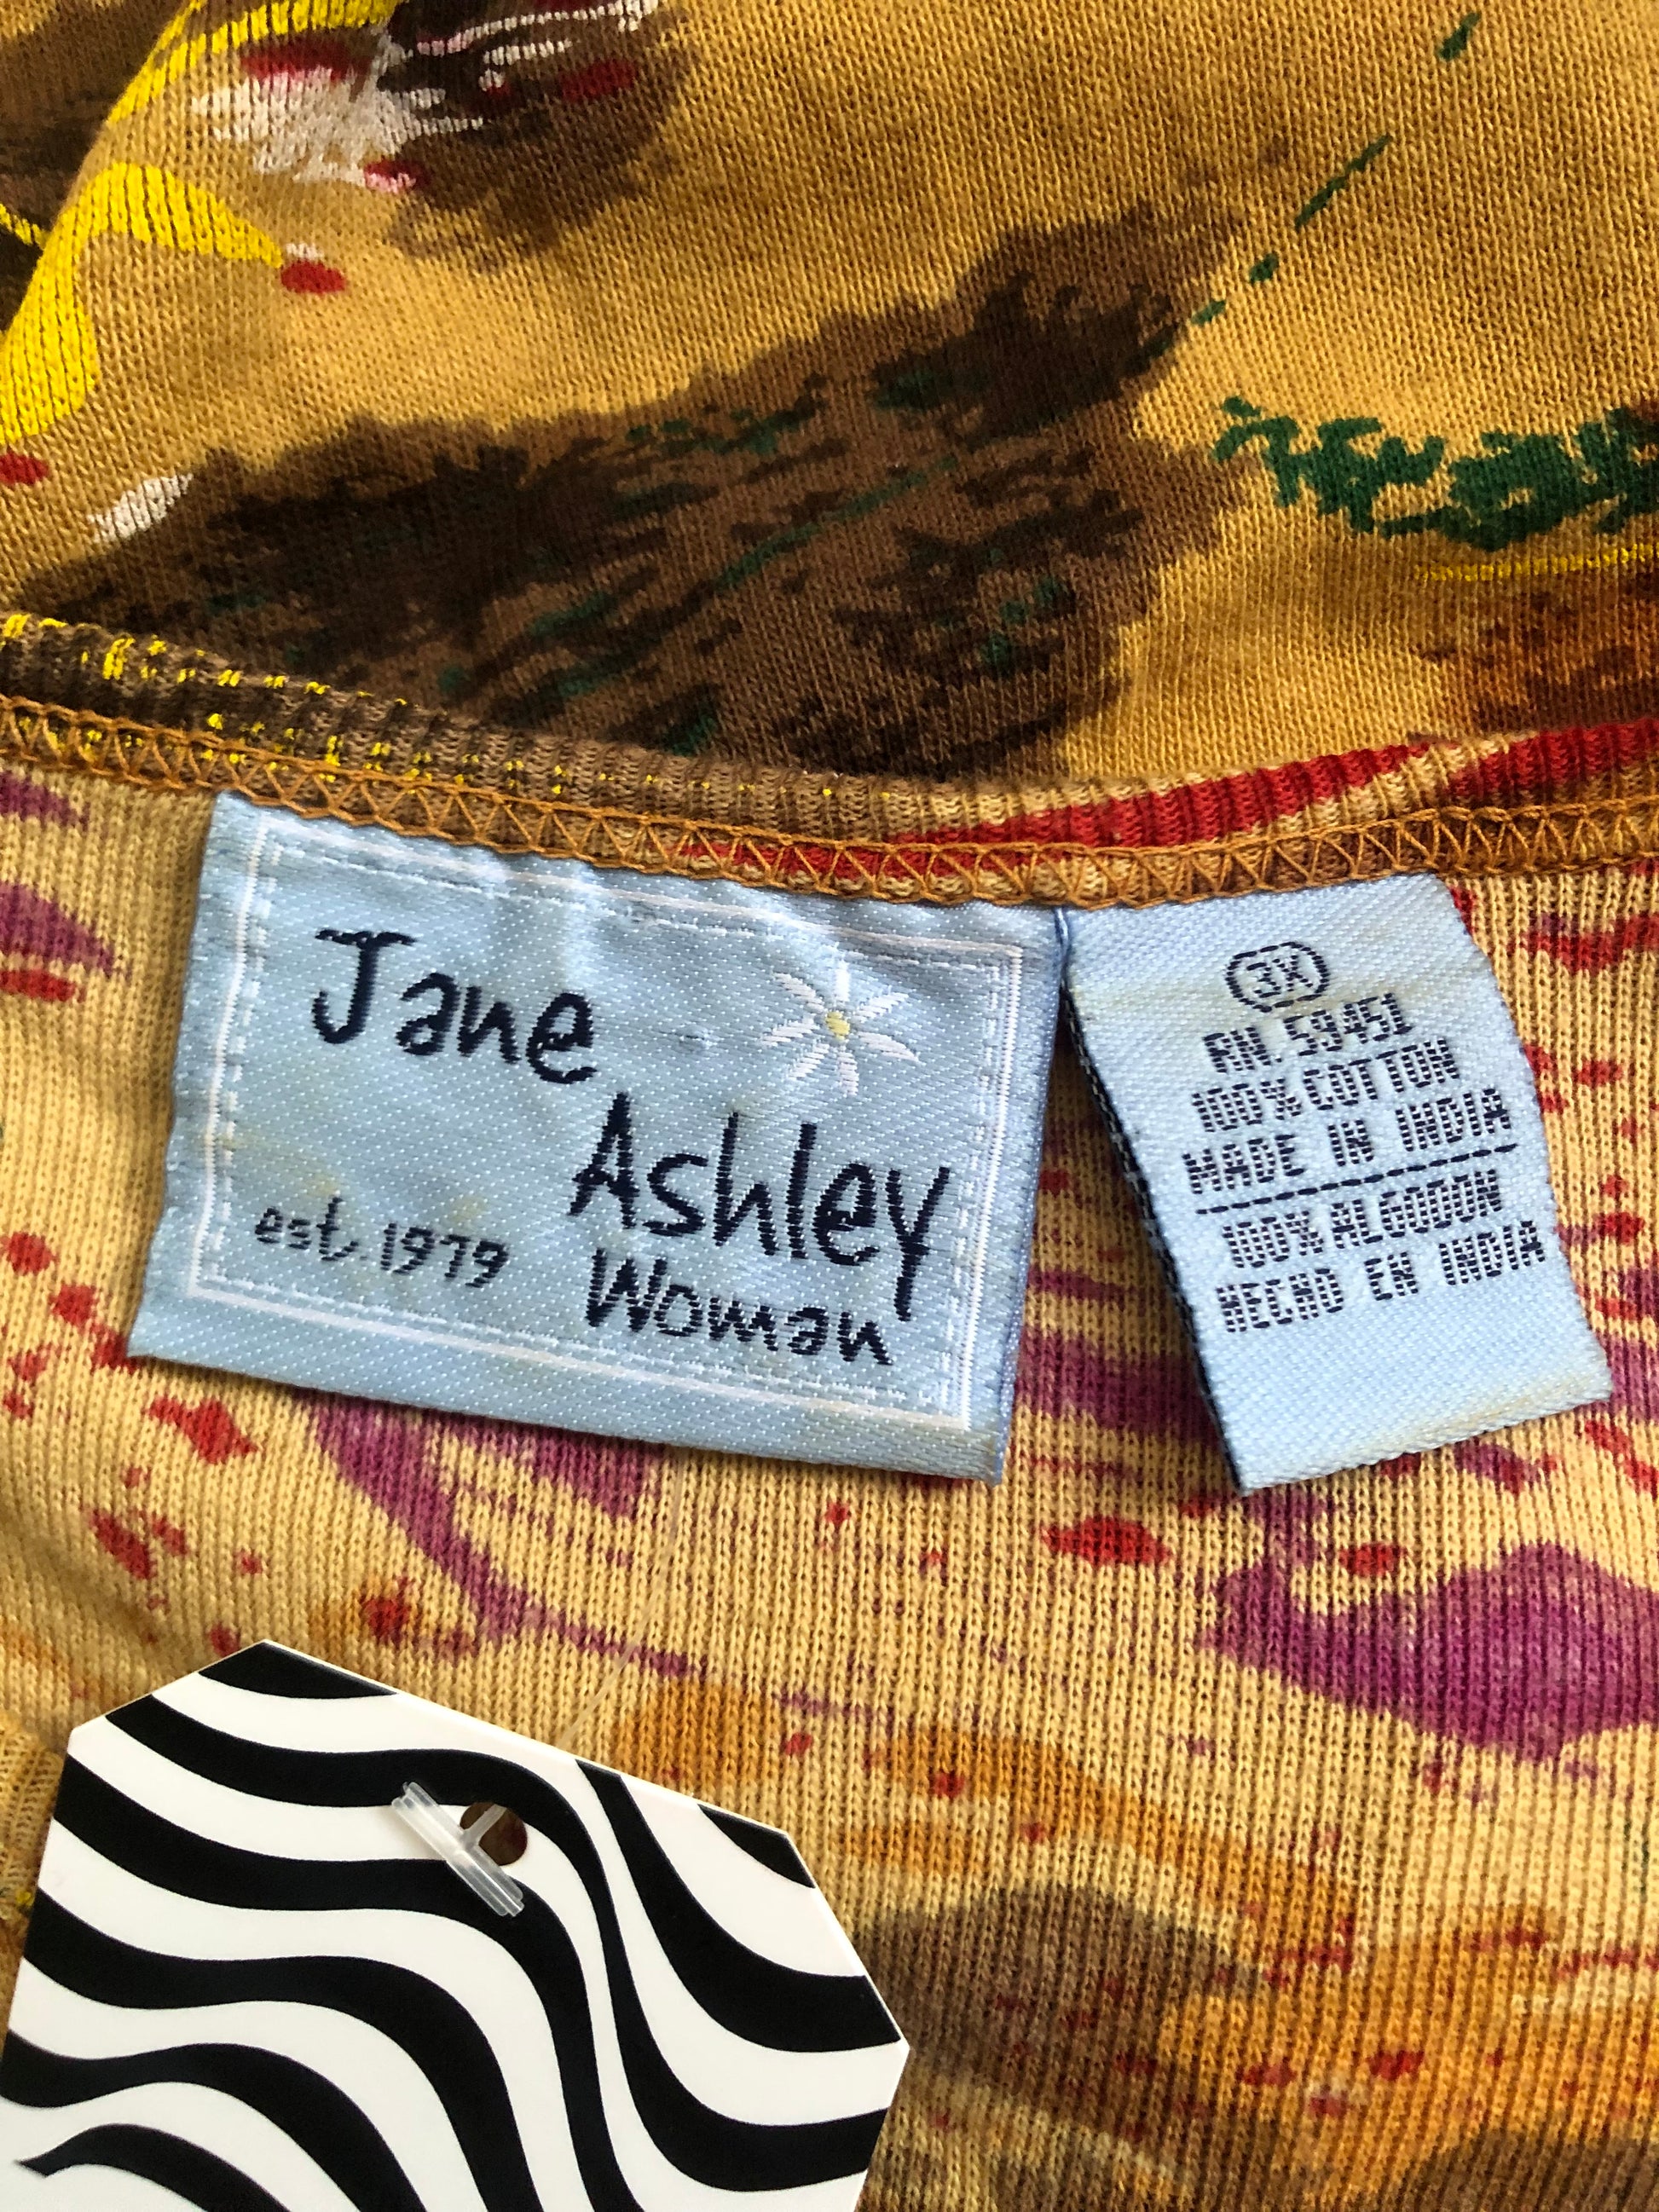 Jane
Ashley
est. 1979
Woman
3X
RN. 59451
100% COTTON
MADE IN INDIA
100% ALGODON
HECHO EN INDIA